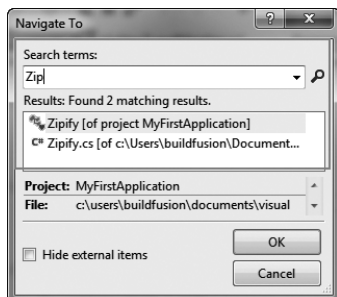 Navigate To
Search terms:
Zip
Results: Found 2 matching results.
Zipify [of project MyFirstApplication]
C# Zipify.cs [of c:\Users\buildfusion\Document...
Project: MyFirstApplication
File: c:\users\buildfusion\documents\visual
Hide external items
OK
Cancel